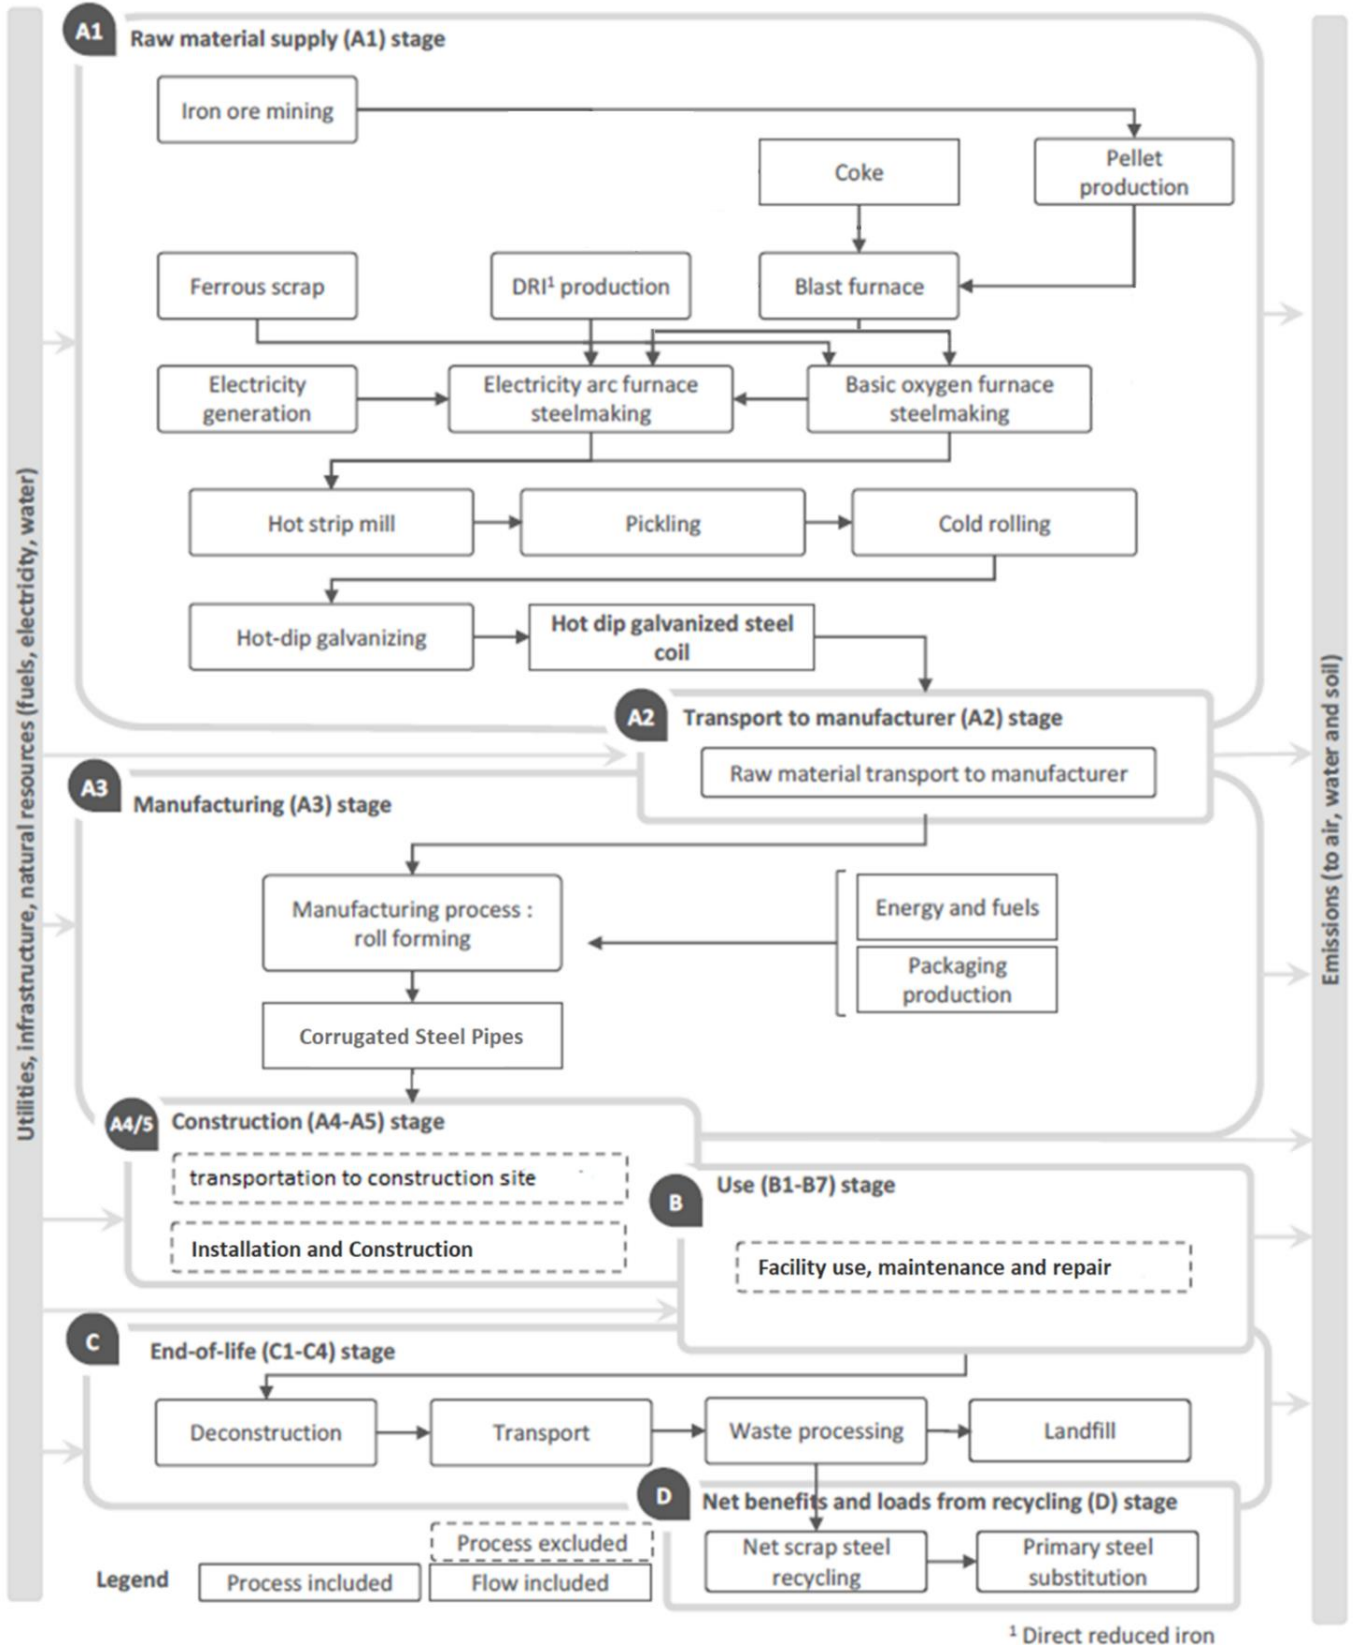 A1
Raw material supply (A1) stage
Iron ore mining
Coke
Pellet
production
Ferrous scrap
DRI¹ production
Blast furnace
Electricity
generation
Electricity arc furnace
steelmaking
Basic oxygen furnace
steelmaking
Hot strip mill
Pickling
Cold rolling
Hot-dip galvanizing
Hot dip galvanized steel
coil
A2
Transport to manufacturer (A2) stage
Raw material transport to manufacturer
A3
Manufacturing (A3) stage
Manufacturing process :
roll forming
Energy and fuels
Packaging
production
Corrugated Steel Pipes
A4/5
Construction (A4-A5) stage
transportation to construction site
Installation and Construction
B
Use (B1-B7) stage
Facility use, maintenance and repair
C
End-of-life (C1-C4) stage
Deconstruction
Transport
Waste processing
Landfill
D
Net benefits and loads from recycling (D) stage
Net scrap steel
recycling
Primary steel
substitution
Legend
Process excluded
Process included
Flow included
¹ Direct reduced iron
Utilities, infrastructure, natural resources (fuels, electricity, water)
Emissions (to air, water and soil)